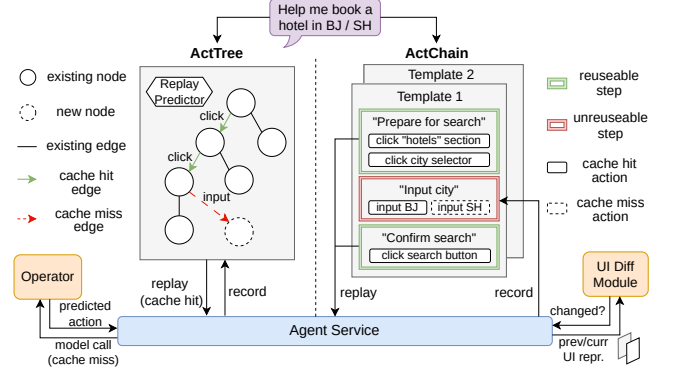 Help me book a
hotel in BJ / SH
ActTree
ActChain
existing node
new node
existing edge
cache hit
edge
cache miss
edge
Replay
Predictor
click
click
input
Template 2
Template 1
"Prepare for search"
click "hotels" section
click city selector
"Input city"
input BJ
input SH
"Confirm search"
click search button
reuseable
step
unreuseable
step
cache hit
action
cache miss
action
Operator
predicted
action
model call
(cache miss)
replay
(cache hit)
record
replay
record
Agent Service
UI Diff
Module
changed?
prev/curr
UI repr.